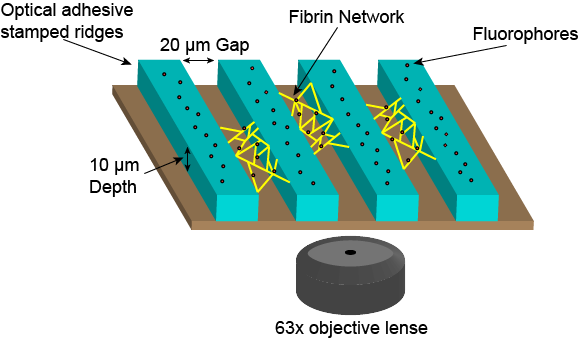 Optical adhesive
stamped ridges
20 µm Gap
Fibrin Network
Fluorophores
10 µm
Depth
63x objective lense